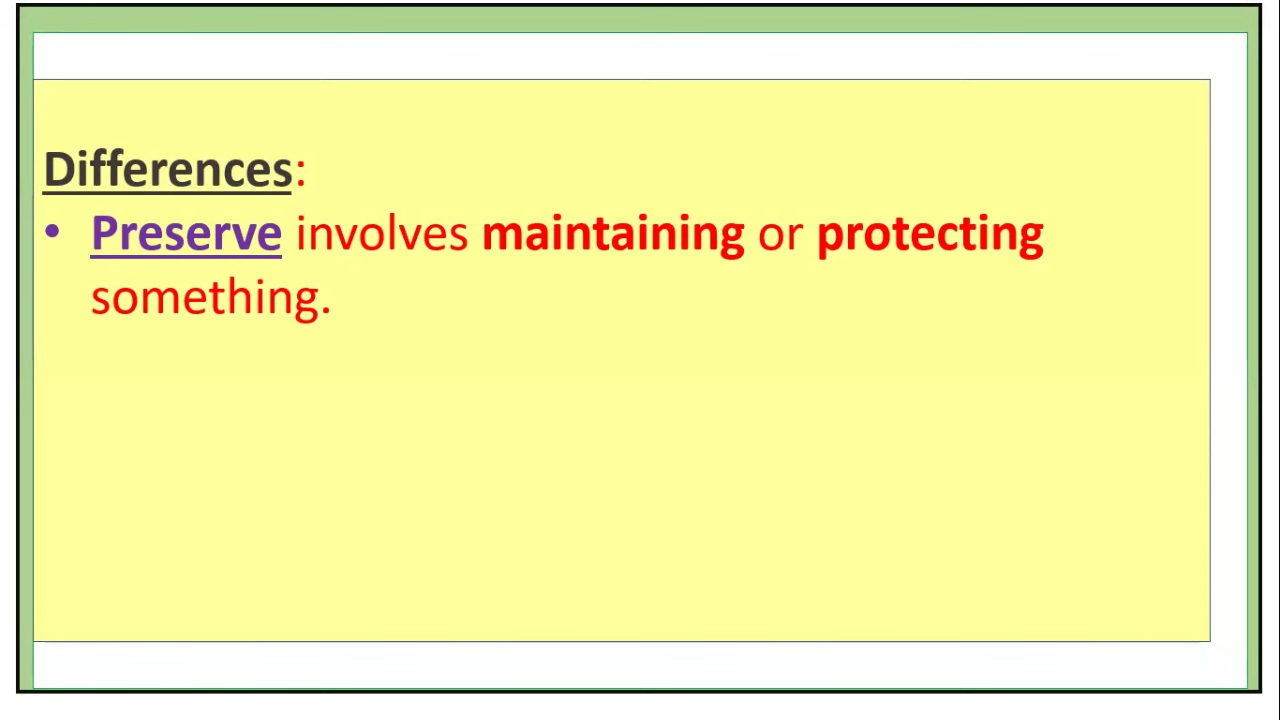 Differences:
• Preserve involves maintaining or protecting
something.